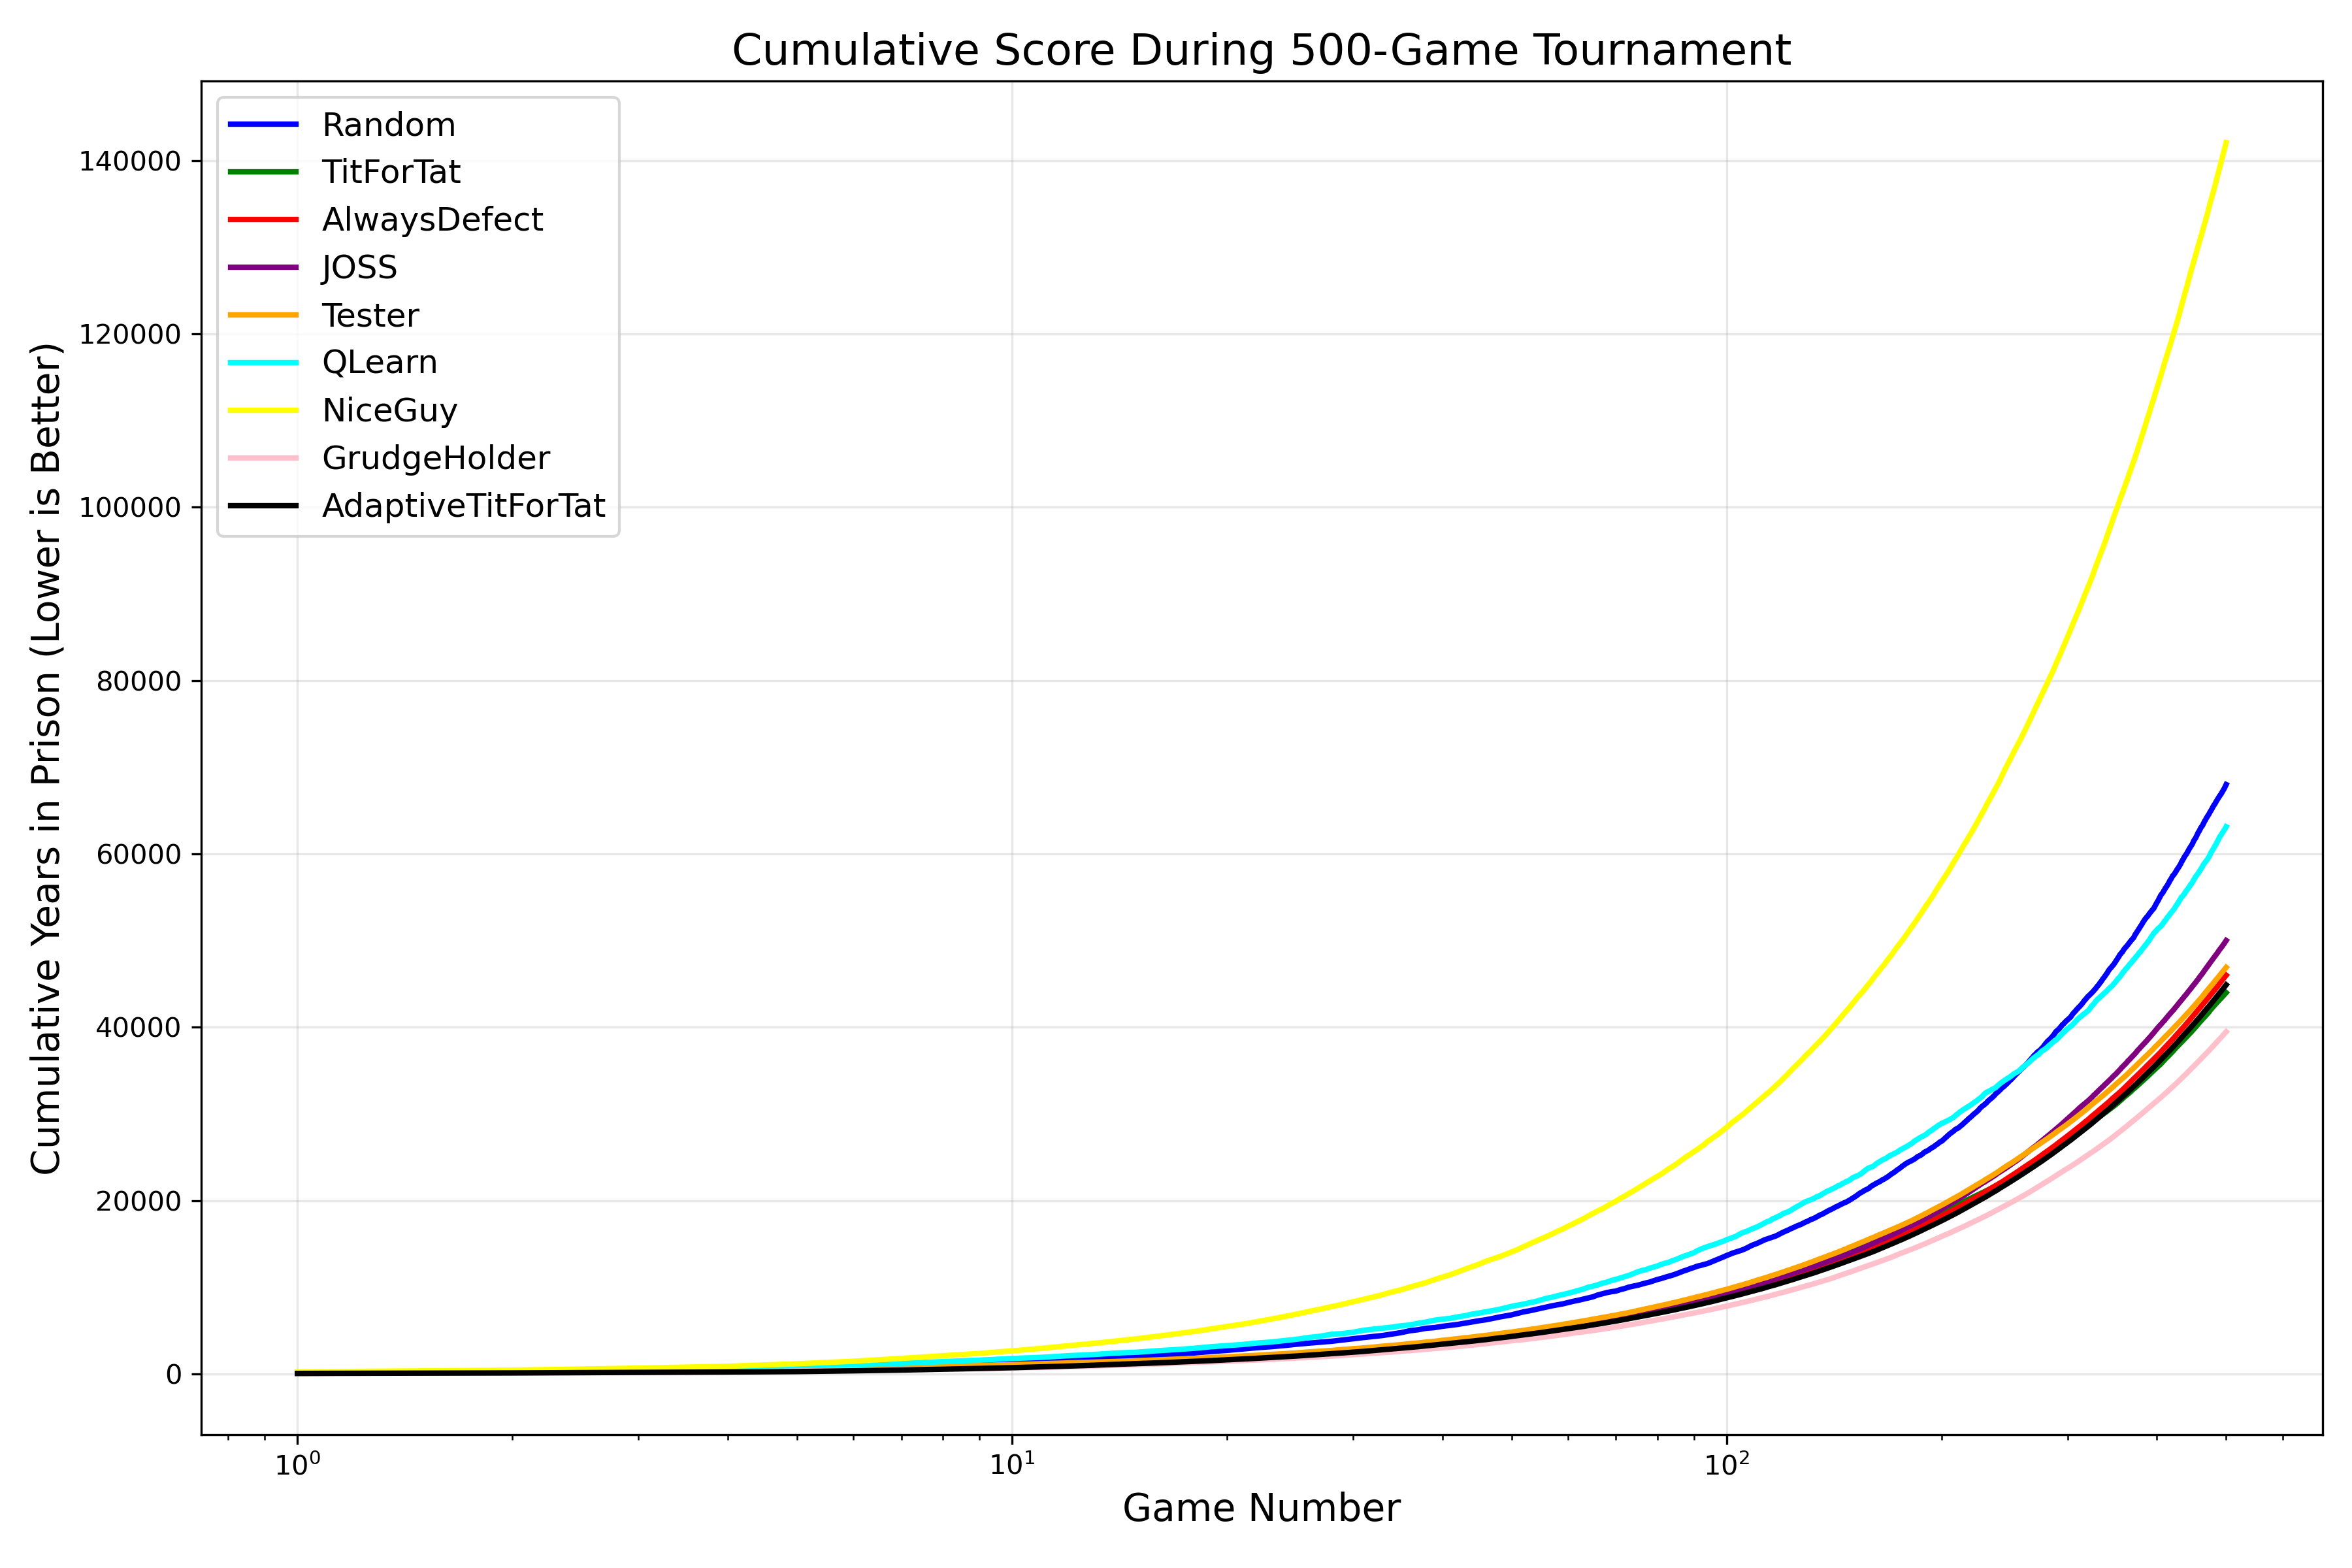 Cumulative Score During 500-Game Tournament
Random
TitForTat
AlwaysDefect
JOSS
Tester
QLearn
NiceGuy
GrudgeHolder
AdaptiveTitForTat
Cumulative Years in Prison (Lower is Better)
140000
120000
100000
80000
60000
40000
20000
0
10⁰ 10¹ 10²
Game Number